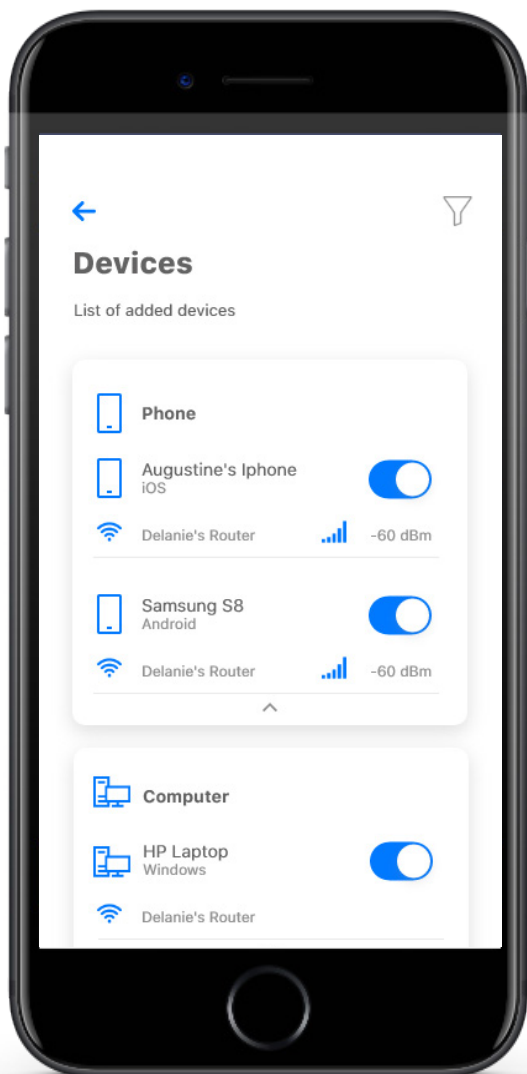 Devices
List of added devices
Phone
Augustine's Iphone
iOS
Delanie's Router -60 dBm
Samsung S8
Android
Delanie's Router -60 dBm
Computer
HP Laptop
Windows
Delanie's Router